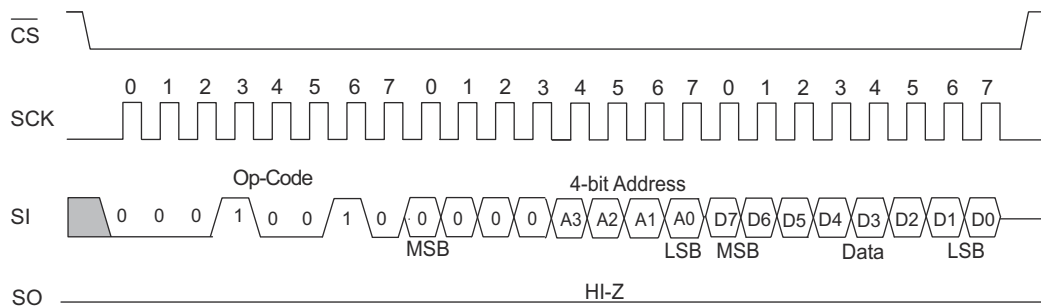 CS
0 1 2 3 4 5 6 7 0 1 2 3 4 5 6 7 0 1 2 3 4 5 6 7
SCK
Op-Code 4-bit Address
SI 0 0 0 1 0 0 1 0 0 0 0 0 A3 A2 A1 A0 D7 D6 D5 D4 D3 D2 D1 D0
MSB LSB MSB Data LSB
HI-Z
SO